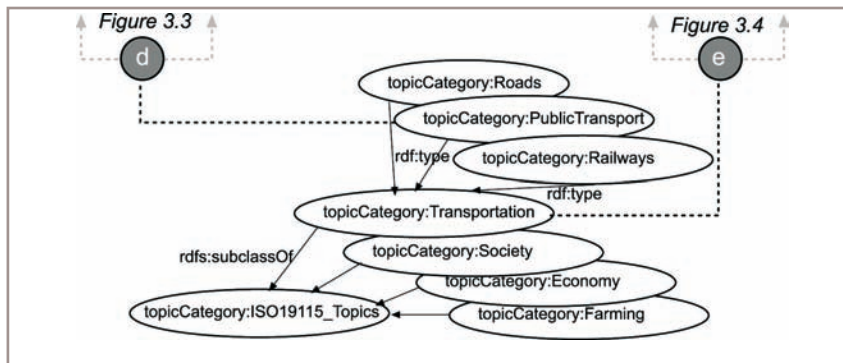 Figure 3.3
Figure 3.4
d
e
topicCategory:Roads
topicCategory:PublicTransport
rdf:type
topicCategory:Railways
rdf:type
topicCategory:Transportation
rdfs:subclassOf
topicCategory:Society
topicCategory:Economy
topicCategory:ISO19115_Topics
topicCategory:Farming